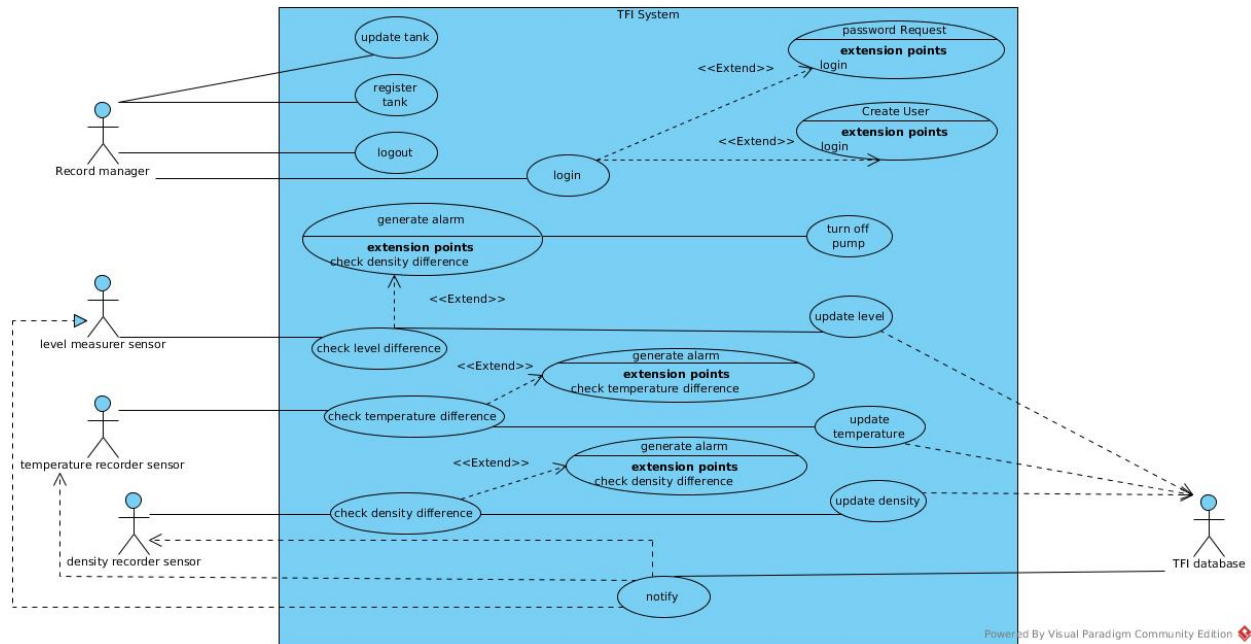 TFI System
update tank
password Request
extension points
login
<<Extend>>
register
tank
Create User
extension points
login
<<Extend>>
logout
login
Record manager
generate alarm
extension points
check density difference
turn off
pump
<<Extend>>
update level
level measurer sensor
check level difference
generate alarm
extension points
check temperature difference
<<Extend>>
check temperature difference
update
temperature
temperature recorder sensor
generate alarm
extension points
check density difference
<<Extend>>
check density difference
update density
density recorder sensor
TFI database
notify
Powered By Visual Paradigm Community Edition